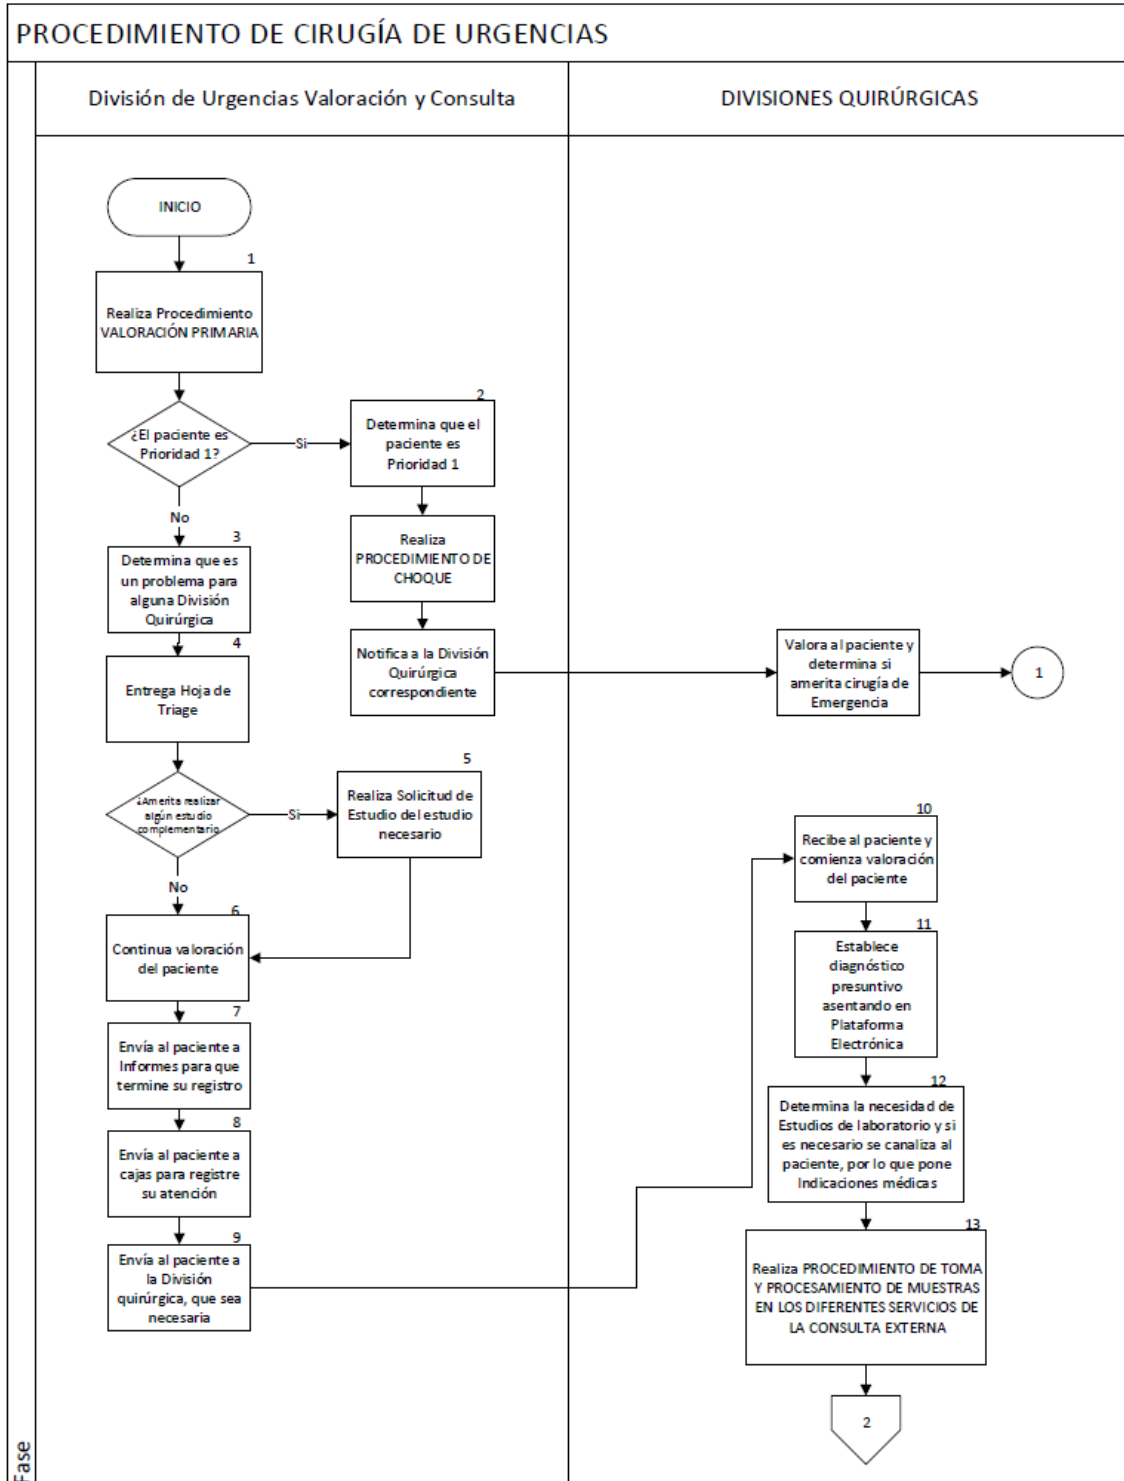 PROCEDIMIENTO DE CIRUGÍA DE URGENCIAS
División de Urgencias Valoración y Consulta
DIVISIONES QUIRÚRGICAS
INICIO
1
Realiza Procedimiento
VALORACIÓN PRIMARIA
¿El paciente es
Prioridad 1?
Si
No
2
Determina que el
paciente es
Prioridad 1
Realiza
PROCEDIMIENTO DE
CHOQUE
Notifica a la División
Quirúrgica
correspondiente
Valora al paciente y
determina si
amerita cirugía de
Emergencia
1
3
Determina que es
un problema para
alguna División
Quirúrgica
4
Entrega Hoja de
Triage
¿Amerita realizar
algún estudio
complementario
Si
No
5
Realiza Solicitud de
Estudio del estudio
necesario
6
Continua valoración
del paciente
7
Envía al paciente a
Informes para que
termine su registro
8
Envía al paciente a
cajas para registre
su atención
9
Envía al paciente a
la División
quirúrgica, que sea
necesaria
10
Recibe al paciente y
comienza valoración
del paciente
11
Establece
diagnóstico
presuntivo
asentando en
Plataforma
Electrónica
12
Determina la necesidad de
Estudios de laboratorio y si
es necesario se canaliza al
paciente, por lo que pone
Indicaciones médicas
13
Realiza PROCEDIMIENTO DE TOMA
Y PROCESAMIENTO DE MUESTRAS
EN LOS DIFERENTES SERVICIOS DE
LA CONSULTA EXTERNA
2
Fase